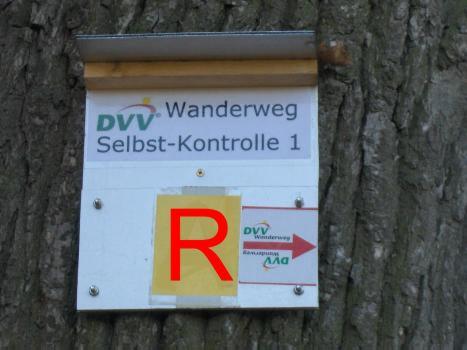 DVV® Wanderweg
Selbst-Kontrolle 1
R
DVV
Wanderweg
Wanderweg
DVV